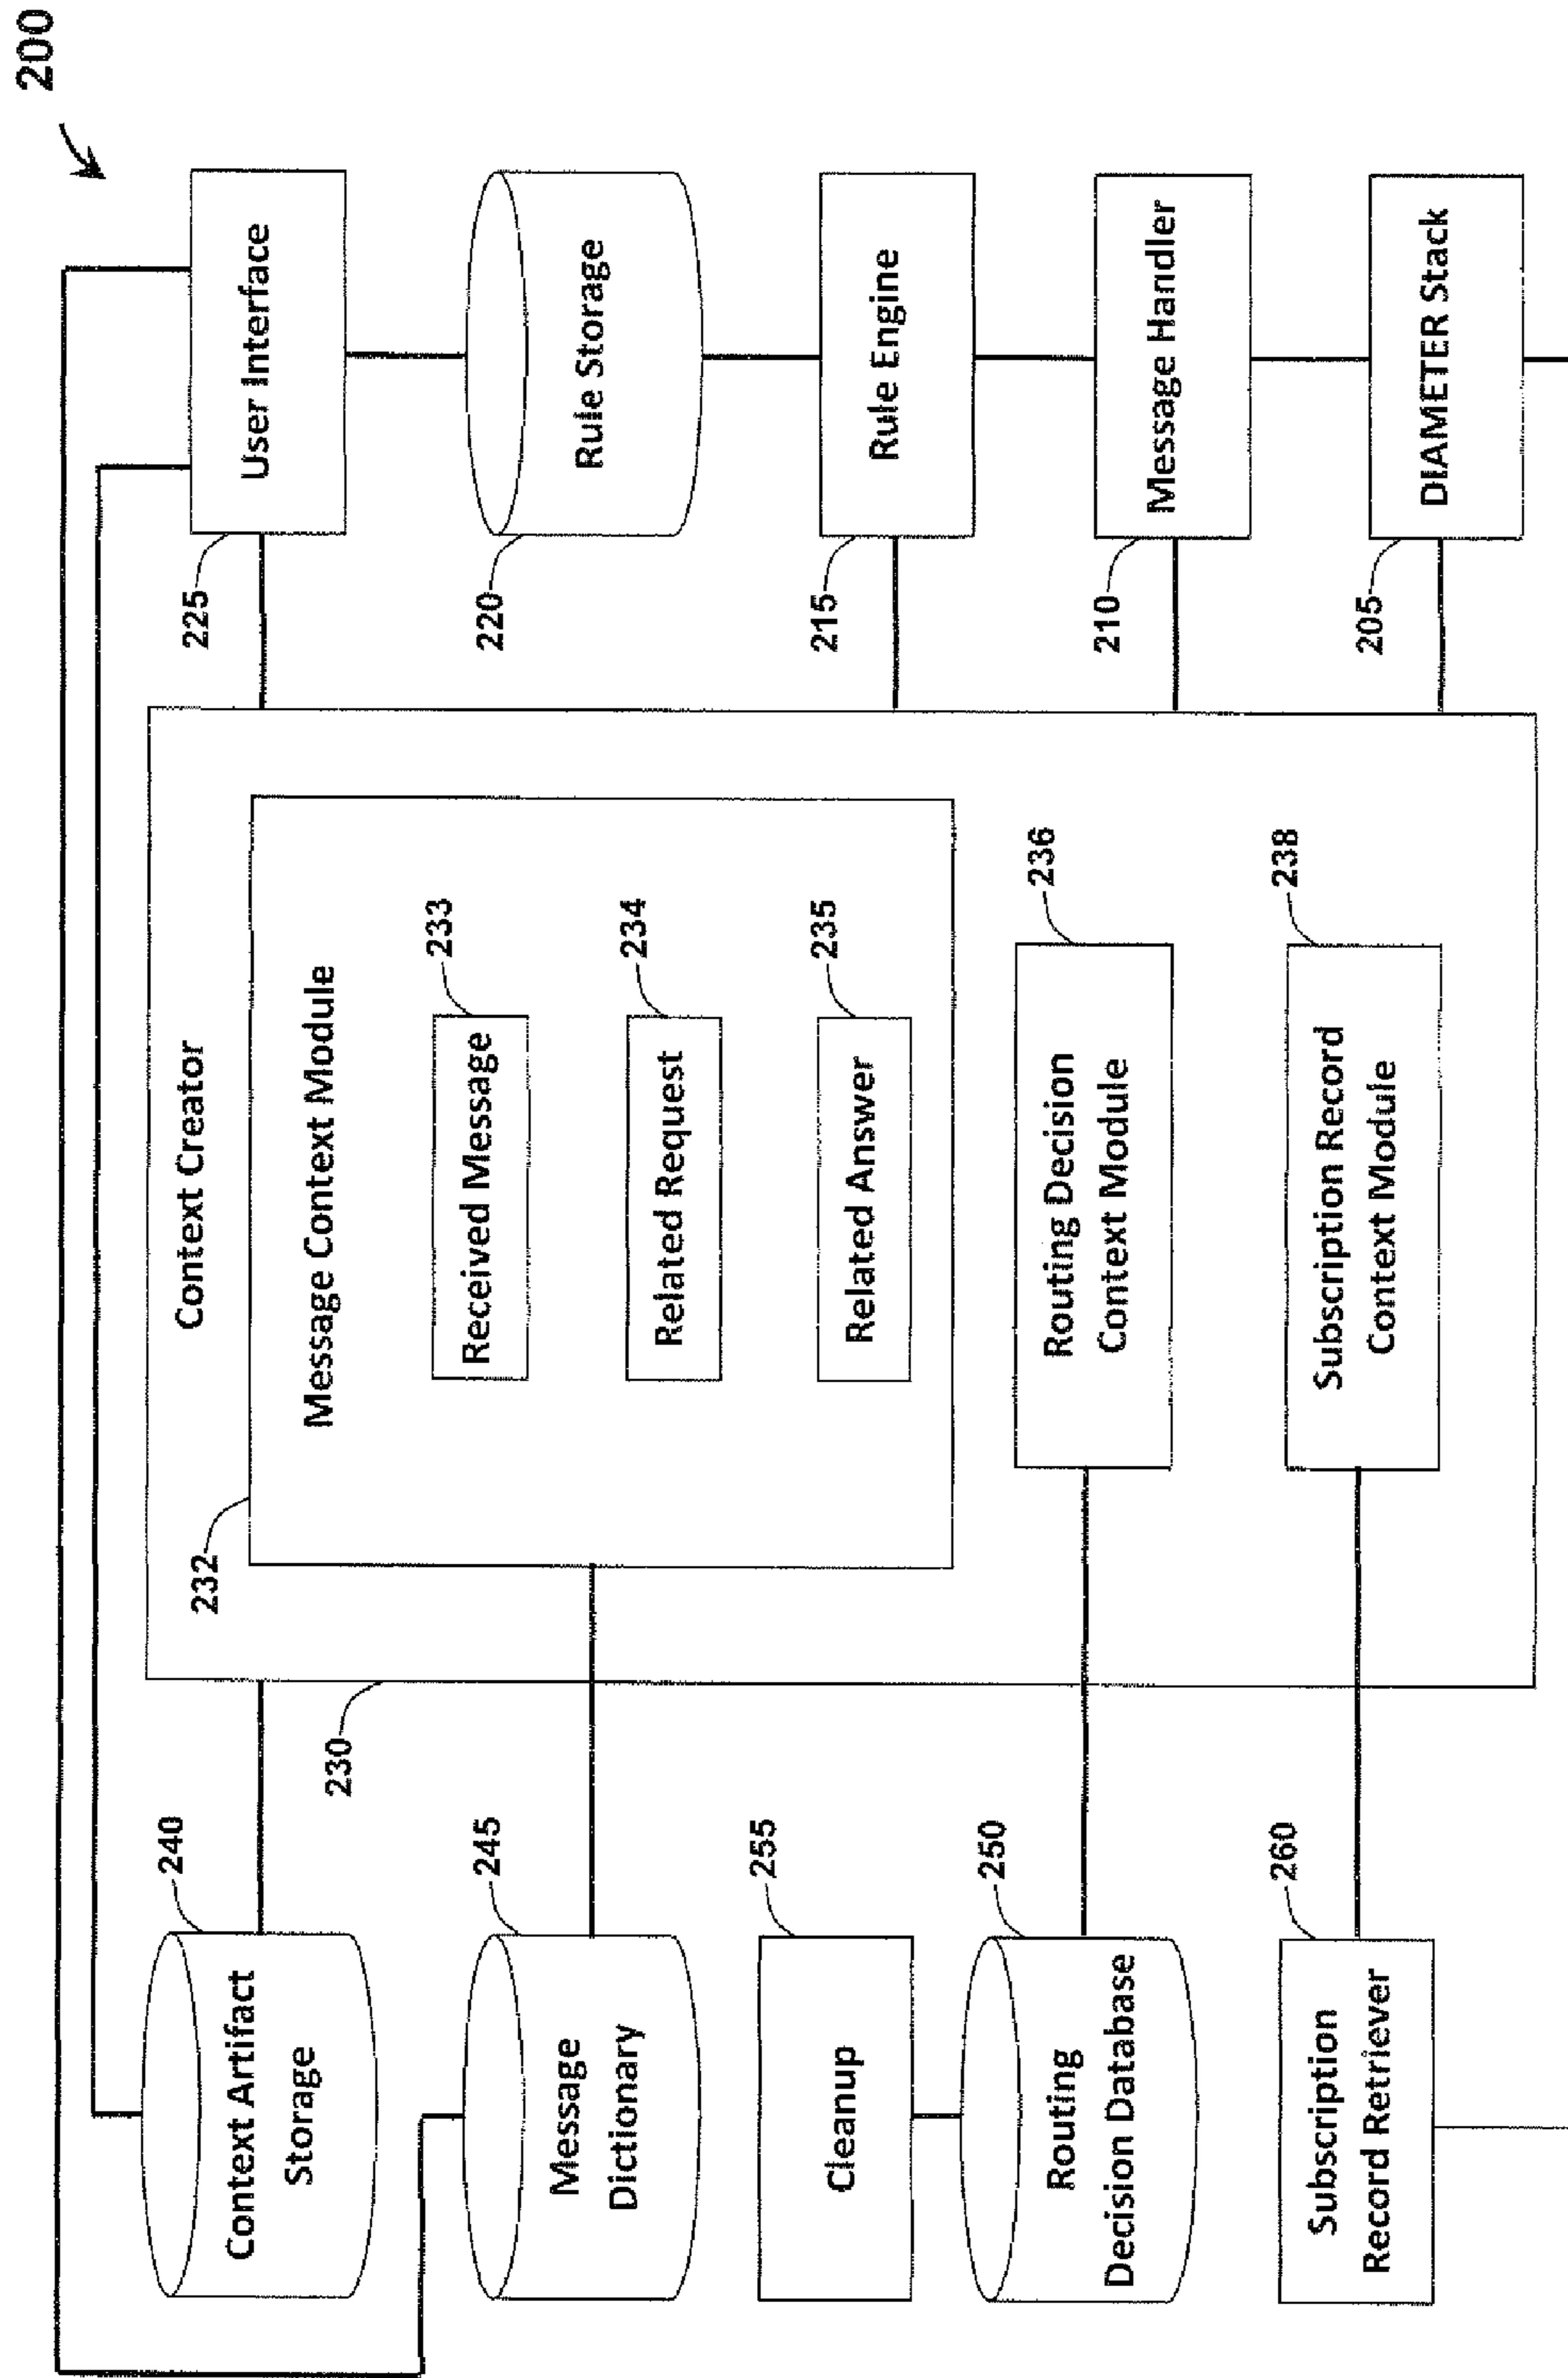 200
Context Artifact
Storage
240
Message
Dictionary
245
Cleanup
255
Routing
Decision Database
250
Subscription
Record Retriever
260
230
Context Creator
232
Message Context Module
Received Message
233
Related Request
234
Related Answer
235
Routing Decision
Context Module
236
Subscription Record
Context Module
238
225
User Interface
220
Rule Storage
215
Rule Engine
210
Message Handler
205
DIAMETER Stack